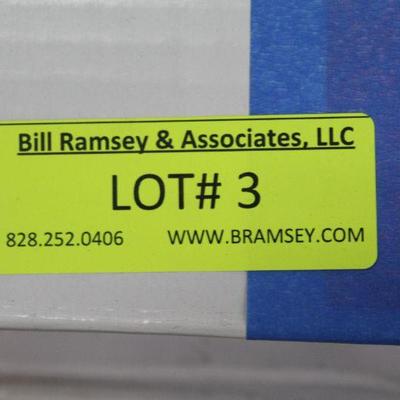 Bill Ramsey & Associates, LLC
LOT# 3
828.252.0406 WWW.BRAMSEY.COM